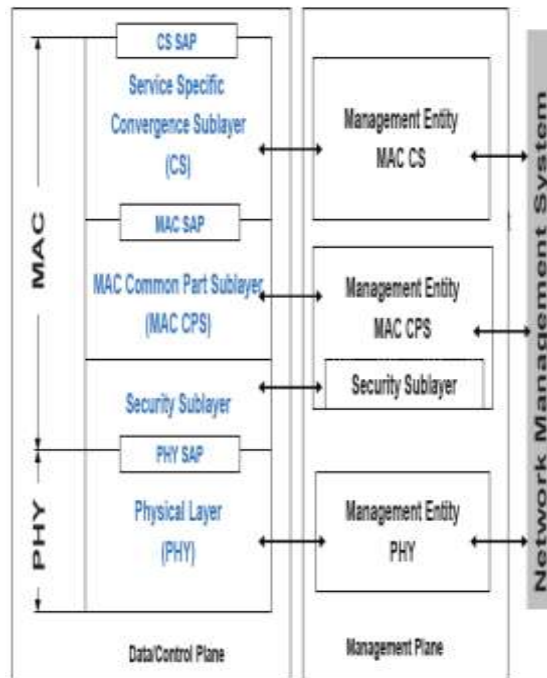 CS SAP
Service Specific
Convergence Sublayer
(CS)
MAC SAP
MAC Common Part Sublayer
(MAC CPS)
Security Sublayer
PHY SAP
Physical Layer
(PHY)
Data/Control Plane
MAC
PHY
Management Entity
MAC CS
Management Entity
MAC CPS
Security Sublayer
Management Entity
PHY
Management Plane
Network Management System